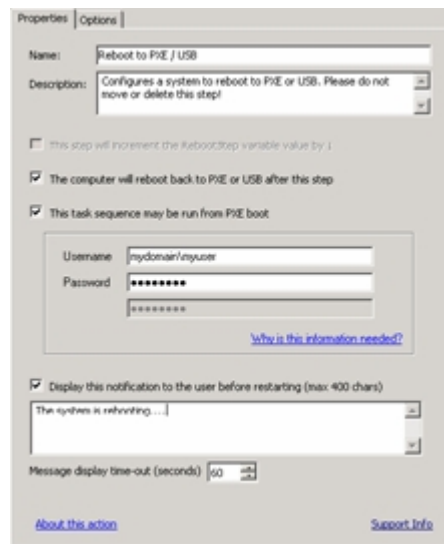 Properties Options
Name: Reboot to PXE / USB
Description: Configures a system to reboot to PXE or USB. Please do not
move or delete this step!
This step will increment the RebootStep variable value by 1
The computer will reboot back to PXE or USB after this step
This task sequence may be run from PXE boot
Username mydomain\myuser
Password ••••••••
••••••••
Why is this information needed?
Display this notification to the user before restarting (max 400 chars)
The system is rebooting....
Message display time-out (seconds) 60
About this action Support Info